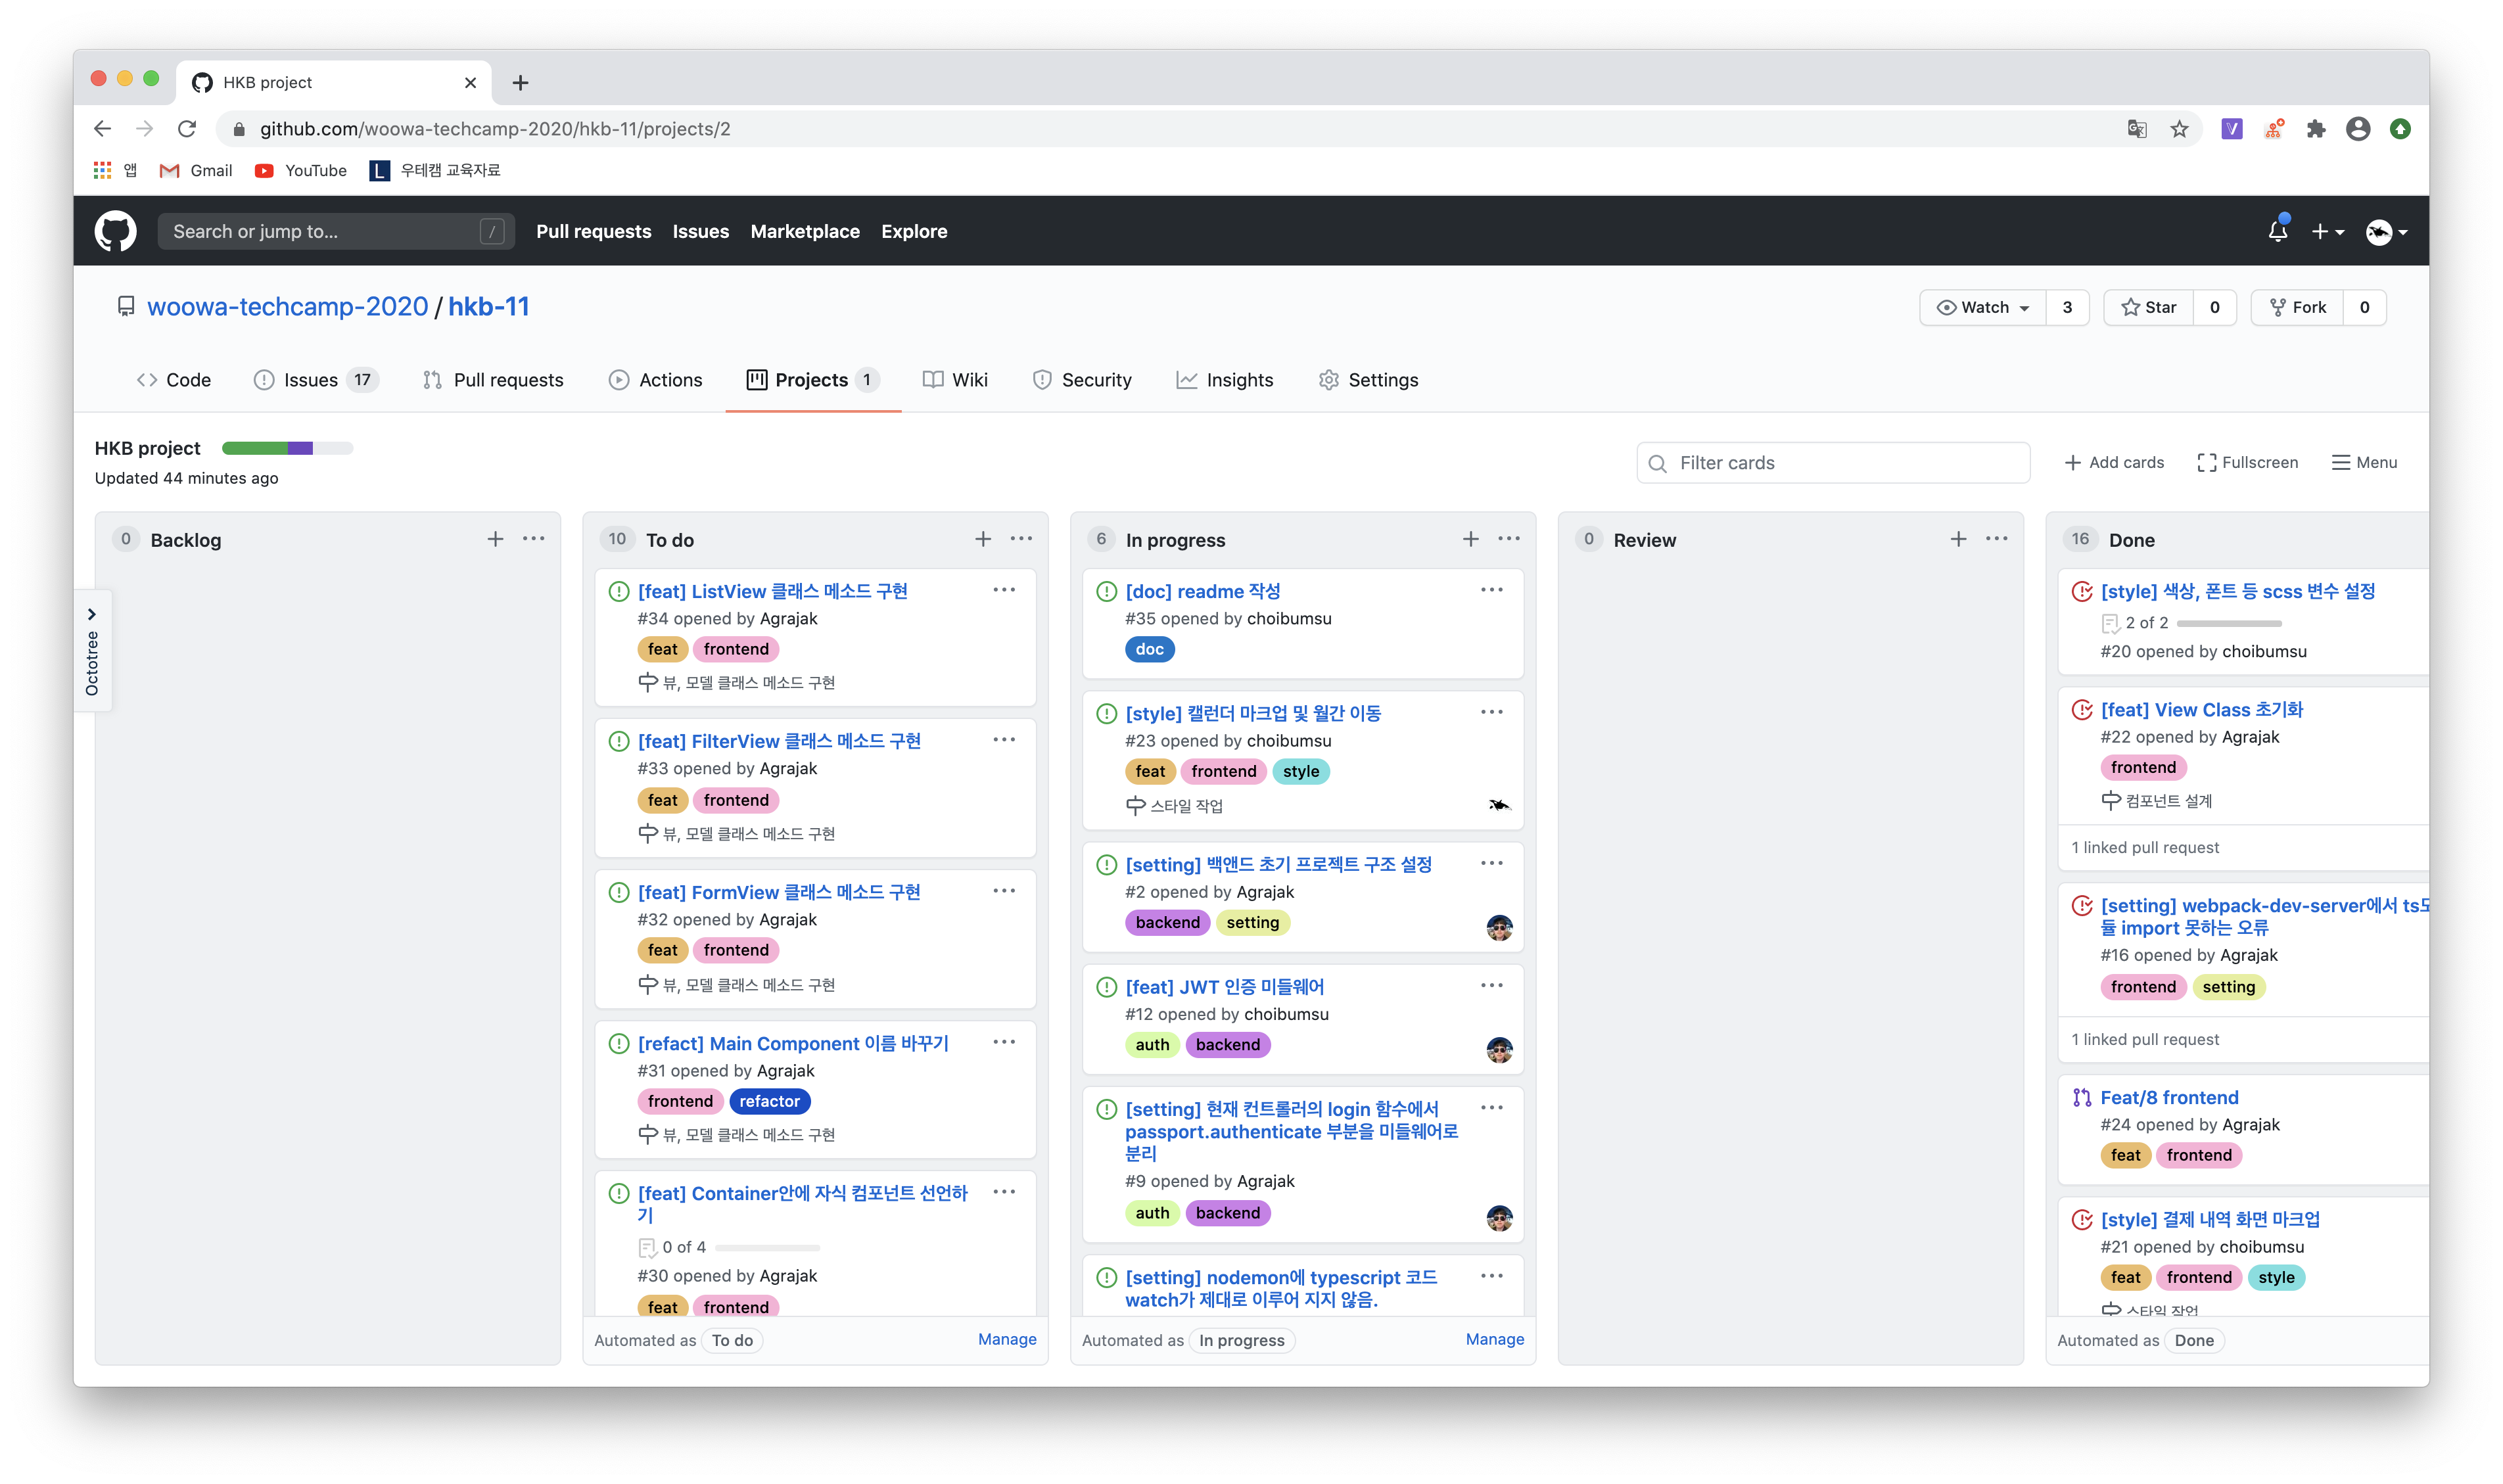 HKB project
github.com/woowa-techcamp-2020/hkb-11/projects/2
앱
Gmail
YouTube
L
우테캠 교육자료
Search or jump to...
/
Pull requests
Issues
Marketplace
Explore
woowa-techcamp-2020 / hkb-11
Watch
3
Star
0
Fork
0
Code
Issues 17
Pull requests
Actions
Projects 1
Wiki
Security
Insights
Settings
HKB project
Updated 44 minutes ago
Filter cards
Add cards
Fullscreen
Menu
Octotree
0 Backlog
10 To do
[feat] ListView 클래스 메소드 구현
#34 opened by Agrajak
feat frontend
뷰, 모델 클래스 메소드 구현
[feat] FilterView 클래스 메소드 구현
#33 opened by Agrajak
feat frontend
뷰, 모델 클래스 메소드 구현
[feat] FormView 클래스 메소드 구현
#32 opened by Agrajak
feat frontend
뷰, 모델 클래스 메소드 구현
[refact] Main Component 이름 바꾸기
#31 opened by Agrajak
frontend refactor
뷰, 모델 클래스 메소드 구현
[feat] Container안에 자식 컴포넌트 선언하
기
0 of 4
#30 opened by Agrajak
feat frontend
Automated as To do
Manage
6 In progress
[doc] readme 작성
#35 opened by choibumsu
doc
[style] 캘런더 마크업 및 월간 이동
#23 opened by choibumsu
feat frontend style
스타일 작업
[setting] 백앤드 초기 프로젝트 구조 설정
#2 opened by Agrajak
backend setting
[feat] JWT 인증 미들웨어
#12 opened by choibumsu
auth backend
[setting] 현재 컨트롤러의 login 함수에서
passport.authenticate 부분을 미들웨어로
분리
#9 opened by Agrajak
auth backend
[setting] nodemon에 typescript 코드
watch가 제대로 이루어 지지 않음.
Automated as In progress
Manage
0 Review
16 Done
[style] 색상, 폰트 등 scss 변수 설정
2 of 2
#20 opened by choibumsu
[feat] View Class 초기화
#22 opened by Agrajak
frontend
컴포넌트 설계
1 linked pull request
[setting] webpack-dev-server에서 ts모
듈 import 못하는 오류
#16 opened by Agrajak
frontend setting
1 linked pull request
Feat/8 frontend
#24 opened by Agrajak
feat frontend
[style] 결제 내역 화면 마크업
#21 opened by choibumsu
feat frontend style
스타일 작업
Automated as Done